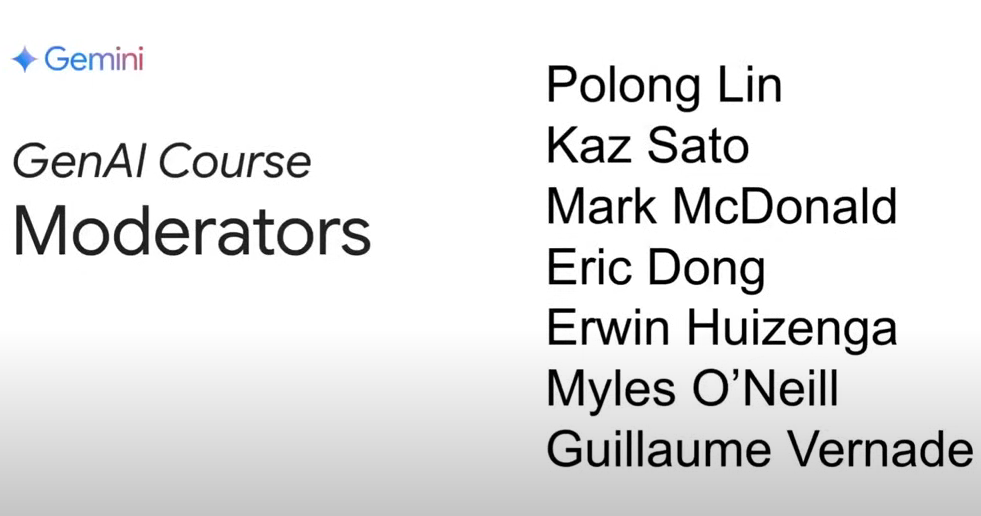 Gemini
GenAI Course
Moderators
Polong Lin
Kaz Sato
Mark McDonald
Eric Dong
Erwin Huizenga
Myles O’Neill
Guillaume Vernade